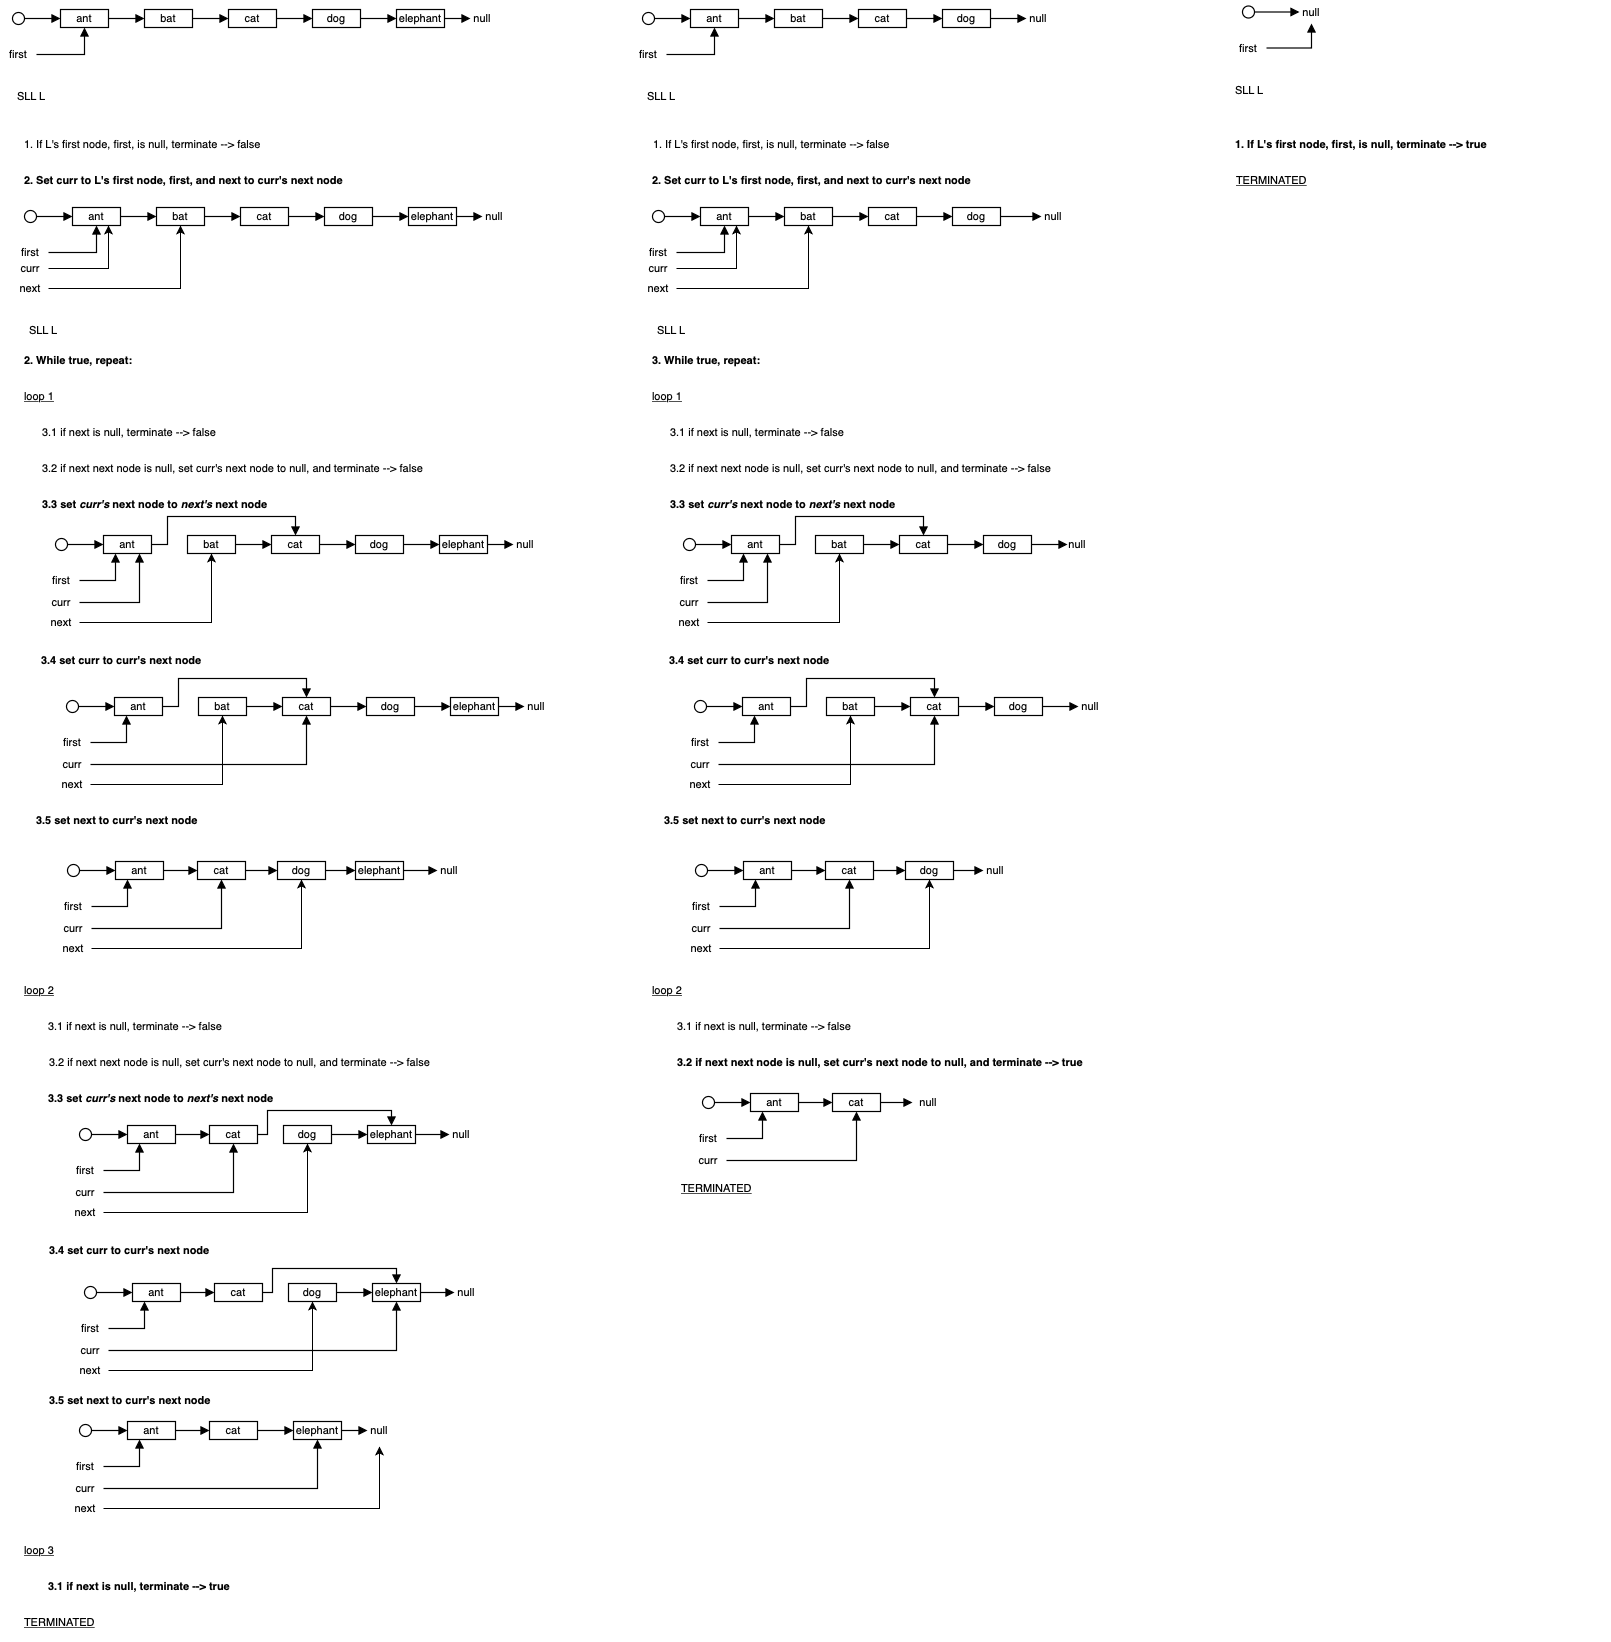 ant bat cat dog elephant null
first
SLL L
1. If L's first node, first, is null, terminate --> false
2. Set curr to L's first node, first, and next to curr's next node
ant bat cat dog elephant null
first
curr
next
SLL L
2. While true, repeat:
loop 1
3.1 if next is null, terminate --> false
3.2 if next next node is null, set curr's next node to null, and terminate --> false
3.3 set curr's next node to next's next node
ant bat cat dog elephant null
first
curr
next
3.4 set curr to curr's next node
ant bat cat dog elephant null
first
curr
next
3.5 set next to curr's next node
ant cat dog elephant null
first
curr
next
loop 2
3.1 if next is null, terminate --> false
3.2 if next next node is null, set curr's next node to null, and terminate --> false
3.3 set curr's next node to next's next node
ant cat dog elephant null
first
curr
next
3.4 set curr to curr's next node
ant cat dog elephant null
first
curr
next
3.5 set next to curr's next node
ant cat elephant null
first
curr
next
loop 3
3.1 if next is null, terminate --> true
TERMINATED
ant bat cat dog null
first
SLL L
1. If L's first node, first, is null, terminate --> false
2. Set curr to L's first node, first, and next to curr's next node
ant bat cat dog null
first
curr
next
SLL L
3. While true, repeat:
loop 1
3.1 if next is null, terminate --> false
3.2 if next next node is null, set curr's next node to null, and terminate --> false
3.3 set curr's next node to next's next node
ant bat cat dog null
first
curr
next
3.4 set curr to curr's next node
ant bat cat dog null
first
curr
next
3.5 set next to curr's next node
ant cat dog null
first
curr
next
loop 2
3.1 if next is null, terminate --> false
3.2 if next next node is null, set curr's next node to null, and terminate --> true
ant cat null
first
curr
TERMINATED
null
first
SLL L
1. If L's first node, first, is null, terminate --> true
TERMINATED